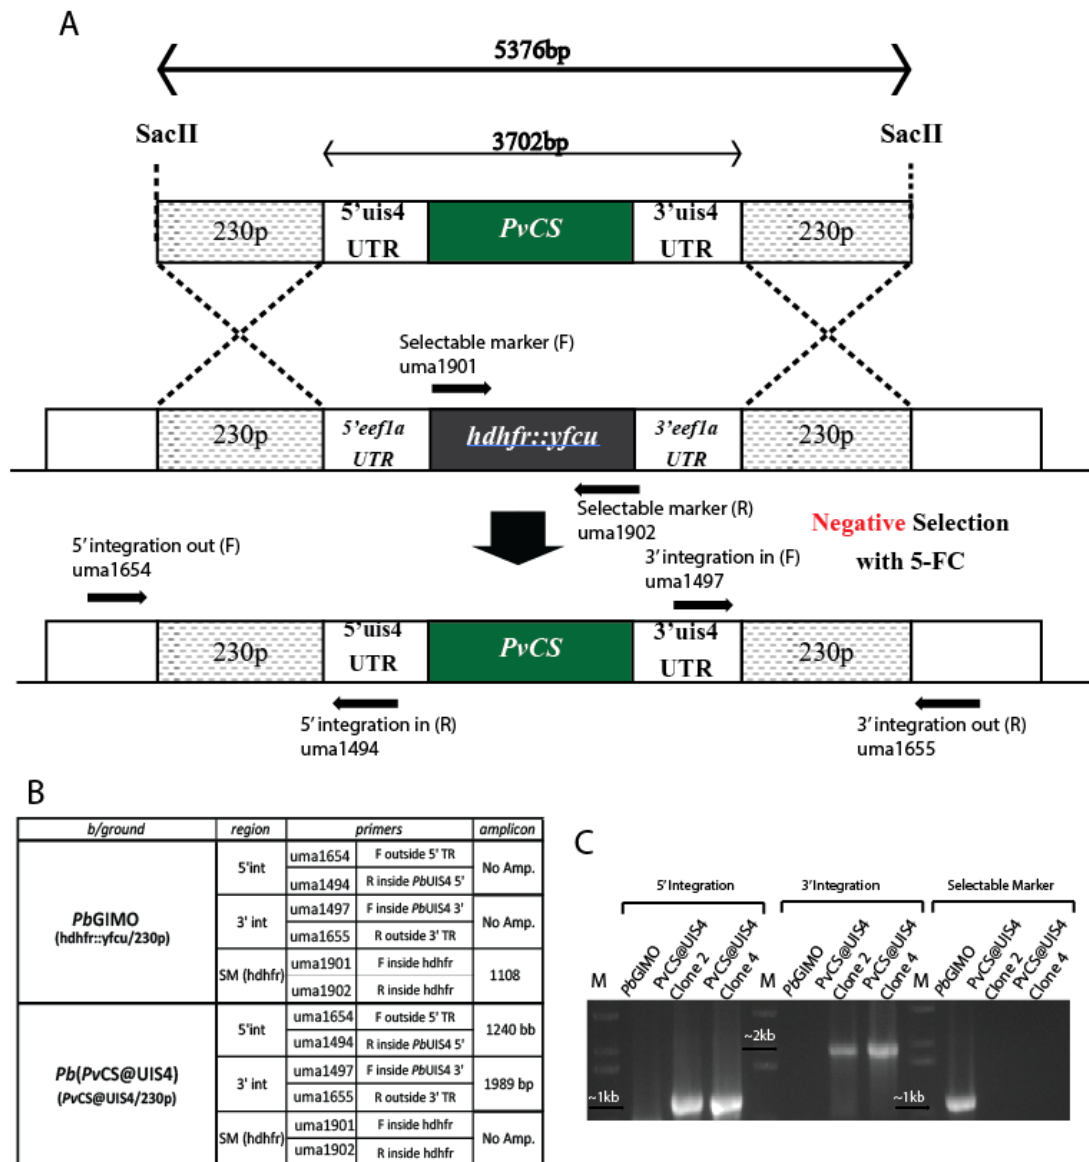 A
5376bp
SacII
SacII
3702bp
230p
5'uis4
UTR
PvCS
3'uis4
UTR
230p
Selectable marker (F)
uma1901
230p
5'eef1a
UTR
hdhfr::yfcu
3'eef1a
UTR
230p
Selectable marker (R)
uma1902
Negative Selection
with 5-FC
5' integration out (F)
uma1654
3' integration in (F)
uma1497
230p
5'uis4
UTR
PvCS
3'uis4
UTR
230p
5' integration in (R)
uma1494
3' integration out (R)
uma1655
B
b/ground region primers amplicon
PbGIMO
(hdhfr::yfcu/230p)
5'int
uma1654 F outside 5' TR
uma1494 R inside PbUIS4 5'
No Amp.
3' int
uma1497 F inside PbUIS4 3'
uma1655 R outside 3' TR
No Amp.
SM (hdhfr)
uma1901 F inside hdhfr
uma1902 R inside hdhfr
1108
Pb(PvCS@UIS4)
(PvCS@UIS4/230p)
5'int
uma1654 F outside 5' TR
uma1494 R inside PbUIS4 5'
1240 bb
3' int
uma1497 F inside PbUIS4 3'
uma1655 R outside 3' TR
1989 bp
SM (hdhfr)
uma1901 F inside hdhfr
uma1902 R inside hdhfr
No Amp.
C
5' Integration
3' Integration
Selectable Marker
M
PbGIMO
PvCS@UIS4
Clone 2
PvCS@UIS4
Clone 4
M
PbGIMO
PvCS@UIS4
Clone 2
PvCS@UIS4
Clone 4
M
PbGIMO
PvCS@UIS4
Clone 2
PvCS@UIS4
Clone 4
~1kb
~2kb
~1kb